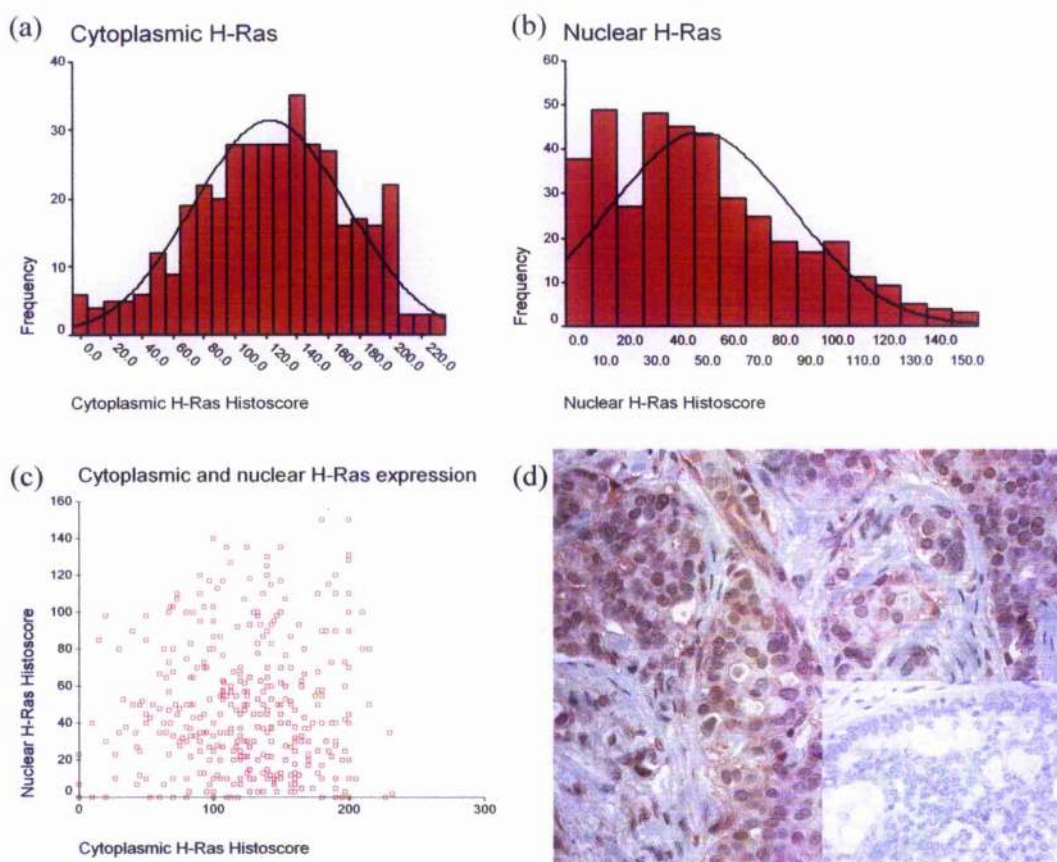 (a) Cytoplasmic H-Ras
40
30
20
10
0
Frequency
0.0 20.0 40.0 60.0 80.0 100.0 120.0 140.0 160.0 180.0 200.0 220.0
Cytoplasmic H-Ras Histoscore
(b) Nuclear H-Ras
60
50
40
30
20
10
0
Frequency
0.0 20.0 40.0 60.0 80.0 100.0 120.0 140.0
10.0 30.0 50.0 70.0 90.0 110.0 130.0 150.0
Nuclear H-Ras Histoscore
(c) Cytoplasmic and nuclear H-Ras expression
160
140
120
100
80
60
40
20
0
Nuclear H-Ras Histoscore
0 100 200 300
Cytoplasmic H-Ras Histoscore
(d)